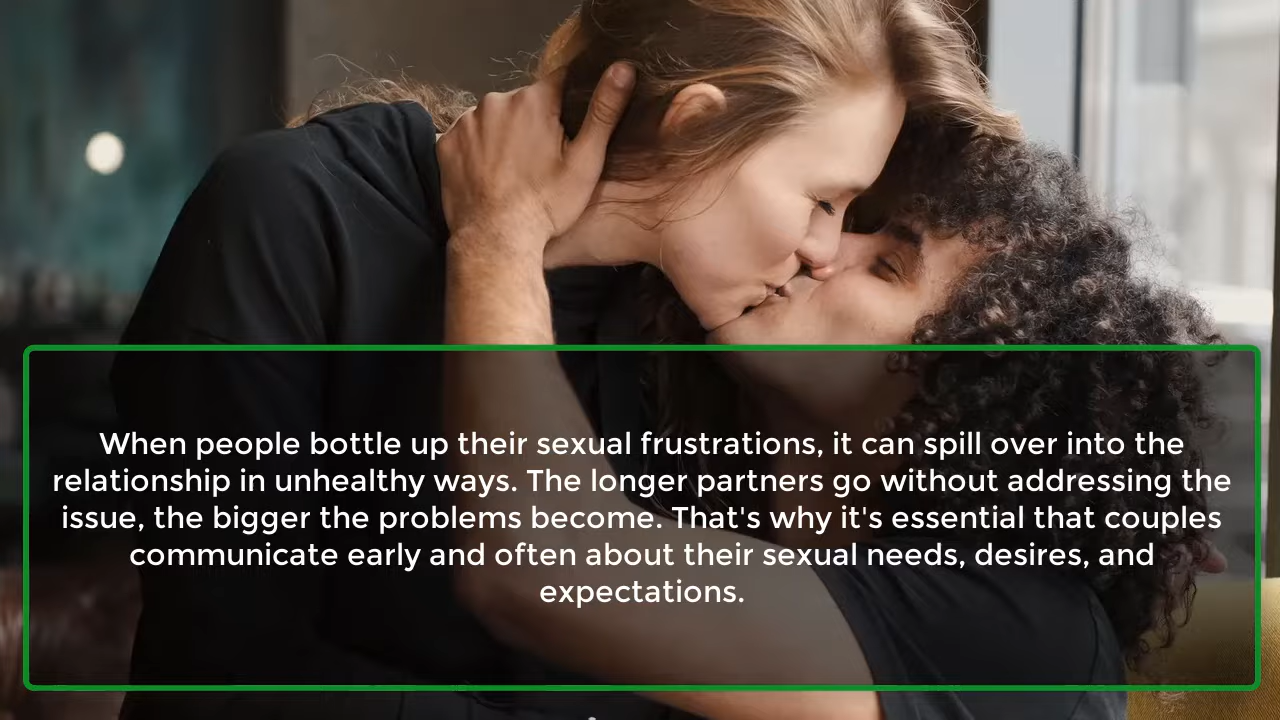 When people bottle up their sexual frustrations, it can spill over into the
relationship in unhealthy ways. The longer partners go without addressing the
issue, the bigger the problems become. That's why it's essential that couples
communicate early and often about their sexual needs, desires, and
expectations.